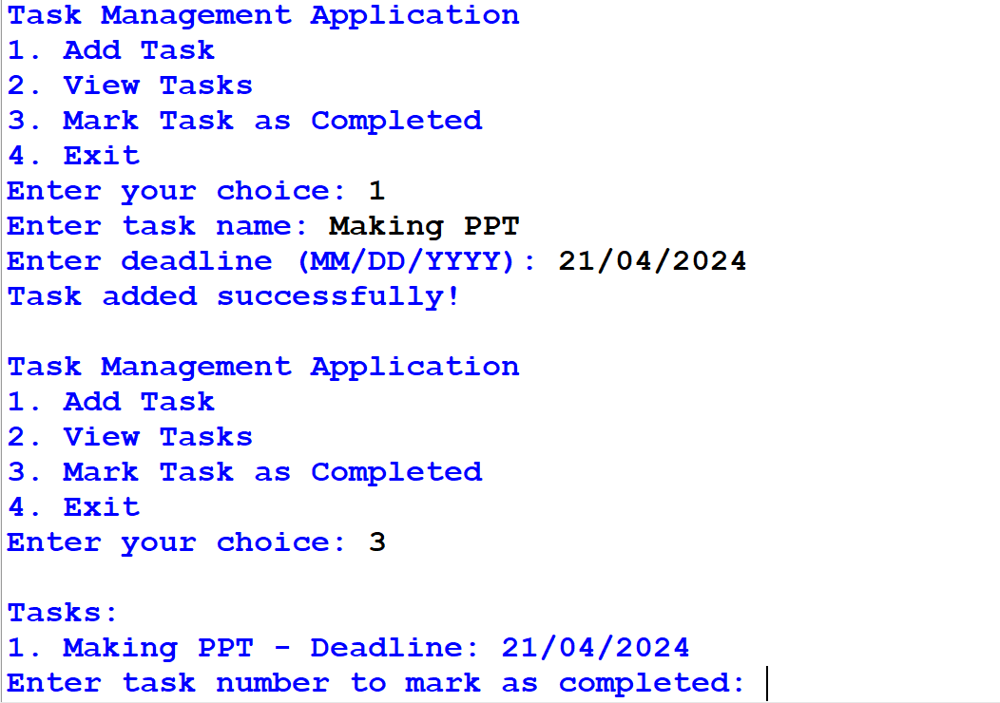 Task Management Application
1. Add Task
2. View Tasks
3. Mark Task as Completed
4. Exit
Enter your choice: 1
Enter task name: Making PPT
Enter deadline (MM/DD/YYYY): 21/04/2024
Task added successfully!

Task Management Application
1. Add Task
2. View Tasks
3. Mark Task as Completed
4. Exit
Enter your choice: 3

Tasks:
1. Making PPT - Deadline: 21/04/2024
Enter task number to mark as completed: